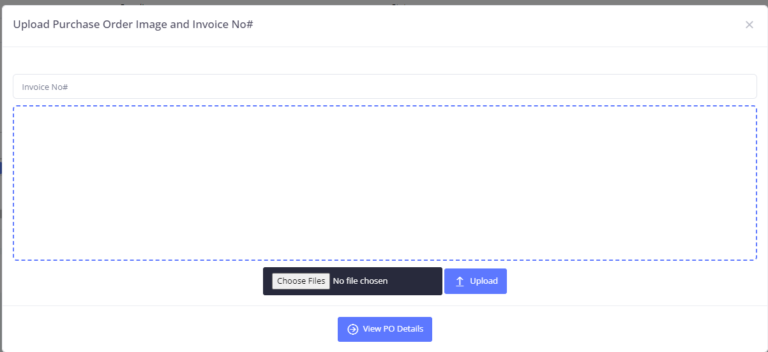 Upload Purchase Order Image and Invoice No#
×
Invoice No#
Choose Files No file chosen
Upload
View PO Details